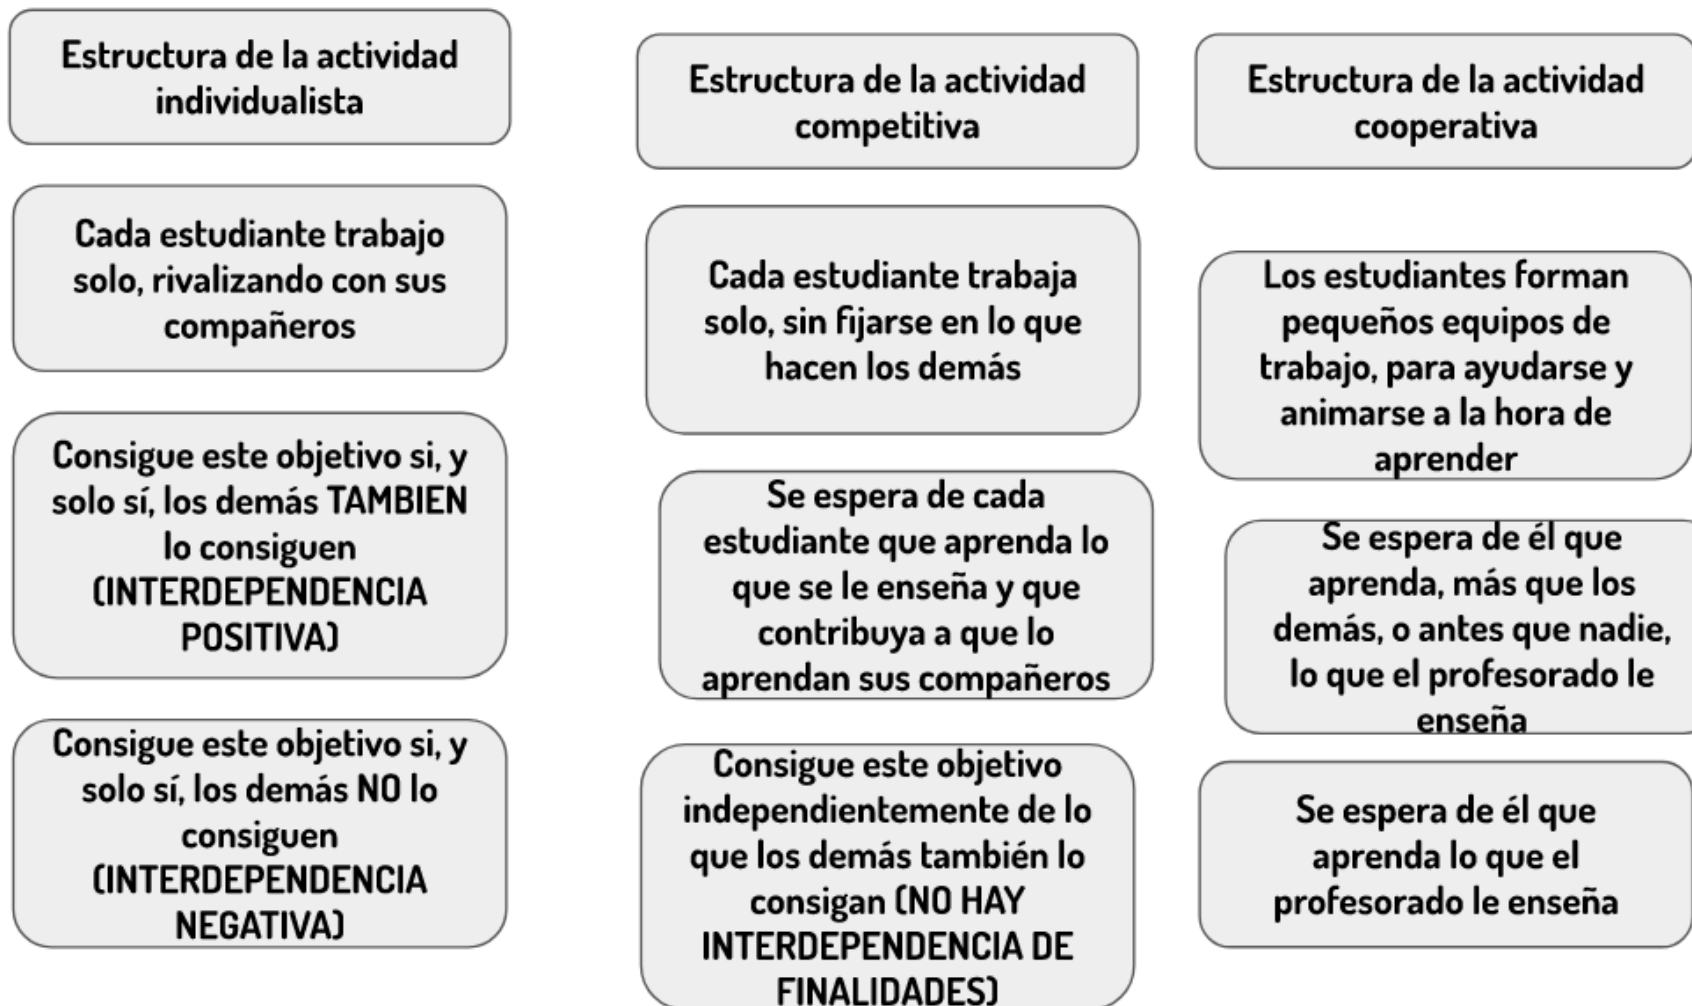 Estructura de la actividad
individualista
Cada estudiante trabajo
solo, rivalizando con sus
compañeros
Consigue este objetivo si, y
solo sí, los demás TAMBIEN
lo consiguen
(INTERDEPENDENCIA
POSITIVA)
Consigue este objetivo si, y
solo sí, los demás NO lo
consiguen
(INTERDEPENDENCIA
NEGATIVA)
Estructura de la actividad
competitiva
Cada estudiante trabaja
solo, sin fijarse en lo que
hacen los demás
Se espera de cada
estudiante que aprenda lo
que se le enseña y que
contribuya a que lo
aprendan sus compañeros
Consigue este objetivo
independientemente de lo
que los demás también lo
consigan (NO HAY
INTERDEPENDENCIA DE
FINALIDADES)
Estructura de la actividad
cooperativa
Los estudiantes forman
pequeños equipos de
trabajo, para ayudarse y
animarse a la hora de
aprender
Se espera de él que
aprenda, más que los
demás, o antes que nadie,
lo que el profesorado le
enseña
Se espera de él que
aprenda lo que el
profesorado le enseña